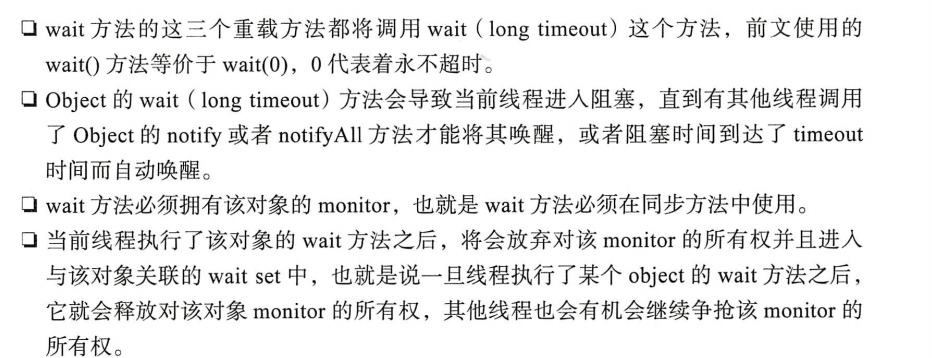 ❏ wait 方法的这三个重载方法都将调用 wait（long timeout）这个方法，前文使用的
wait() 方法等价于 wait(0)，0 代表着永不超时。
❏ Object 的 wait（long timeout）方法会导致当前线程进入阻塞，直到有其他线程调用
了 Object 的 notify 或者 notifyAll 方法才能将其唤醒，或者阻塞时间到达了 timeout
时间而自动唤醒。
❏ wait 方法必须拥有该对象的 monitor，也就是 wait 方法必须在同步方法中使用。
❏ 当前线程执行了该对象的 wait 方法之后，将会放弃对该 monitor 的所有权并且进入
与该对象关联的 wait set 中，也就是说一旦线程执行了某个 object 的 wait 方法之后，
它就会释放对该对象 monitor 的所有权，其他线程也会有机会继续争抢该 monitor 的
所有权。